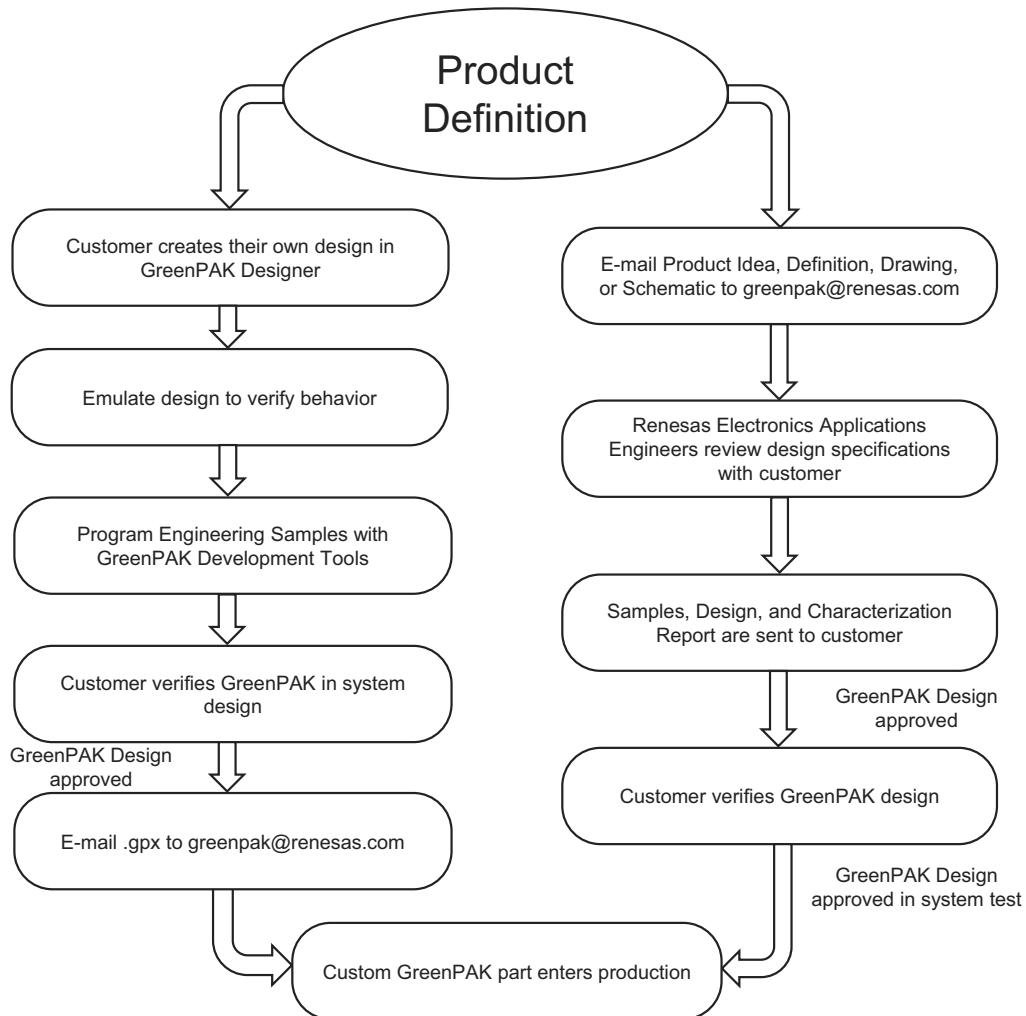 Product
Definition
Customer creates their own design in
GreenPAK Designer
Emulate design to verify behavior
Program Engineering Samples with
GreenPAK Development Tools
Customer verifies GreenPAK in system
design
GreenPAK Design
approved
E-mail .gpx to greenpak@renesas.com
E-mail Product Idea, Definition, Drawing,
or Schematic to greenpak@renesas.com
Renesas Electronics Applications
Engineers review design specifications
with customer
Samples, Design, and Characterization
Report are sent to customer
GreenPAK Design
approved
Customer verifies GreenPAK design
GreenPAK Design
approved in system test
Custom GreenPAK part enters production